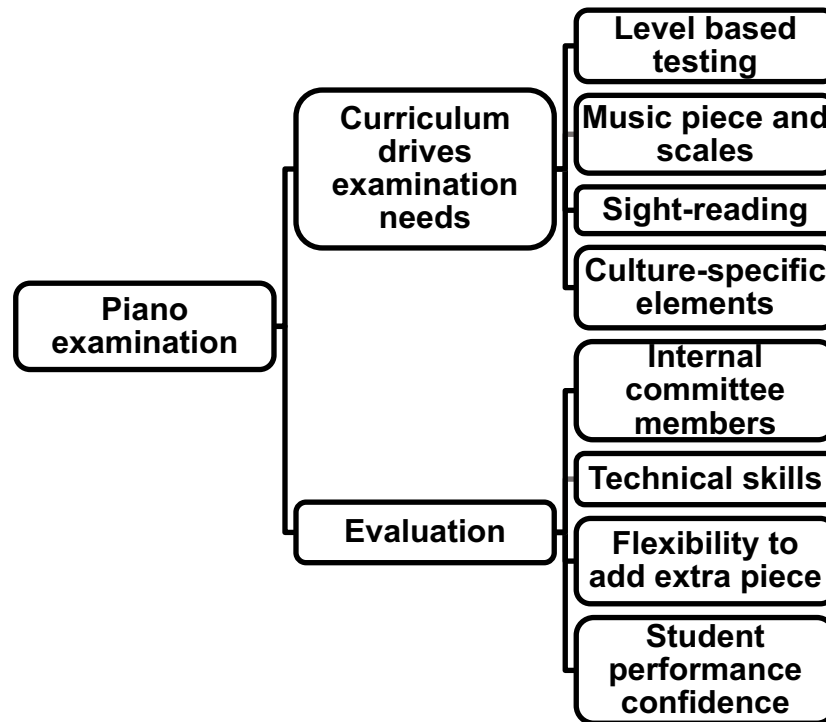 Piano
examination
Curriculum
drives
examination
needs
Level based
testing
Music piece and
scales
Sight-reading
Culture-specific
elements
Evaluation
Internal
committee
members
Technical skills
Flexibility to
add extra piece
Student
performance
confidence